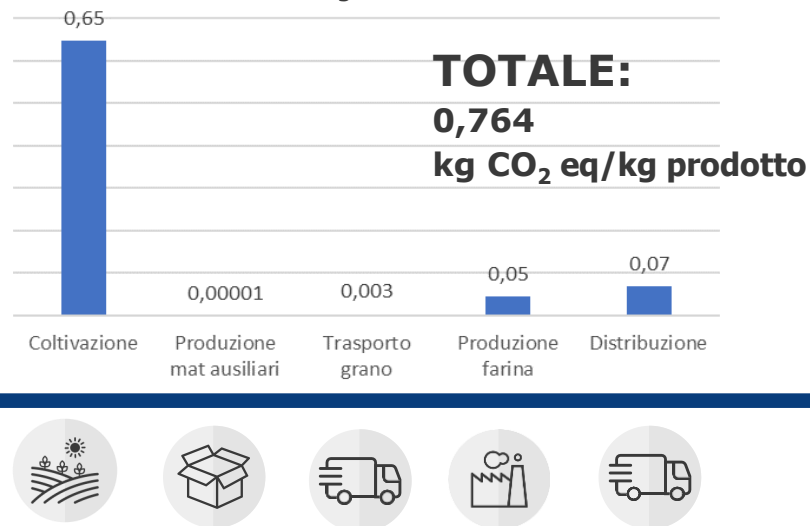 0,65
TOTALE:
0,764
kg CO₂ eq/kg prodotto
0,00001
0,003
0,05
0,07
Coltivazione
Produzione
mat ausiliari
Trasporto
grano
Produzione
farina
Distribuzione